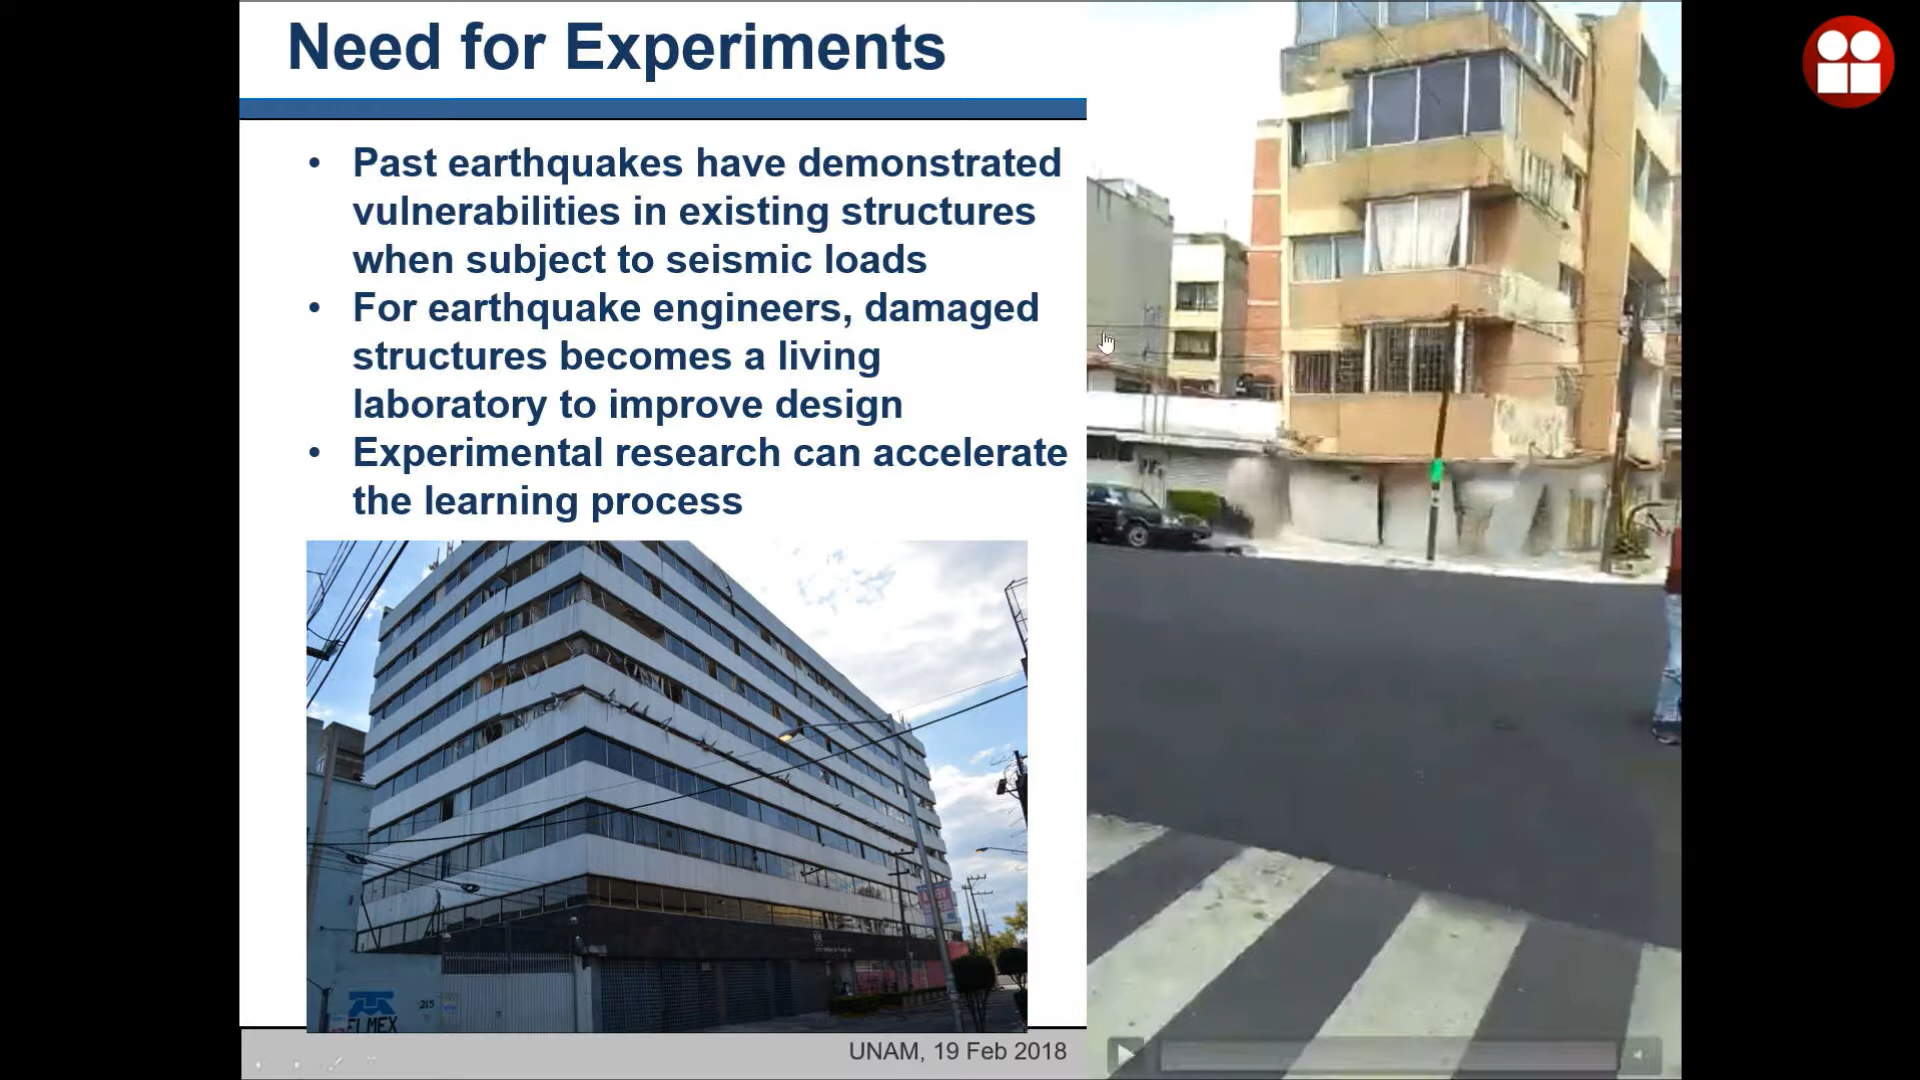 Need for Experiments
• Past earthquakes have demonstrated
vulnerabilities in existing structures
when subject to seismic loads
• For earthquake engineers, damaged
structures becomes a living
laboratory to improve design
• Experimental research can accelerate
the learning process
215
ELMEX
UNAM, 19 Feb 2018